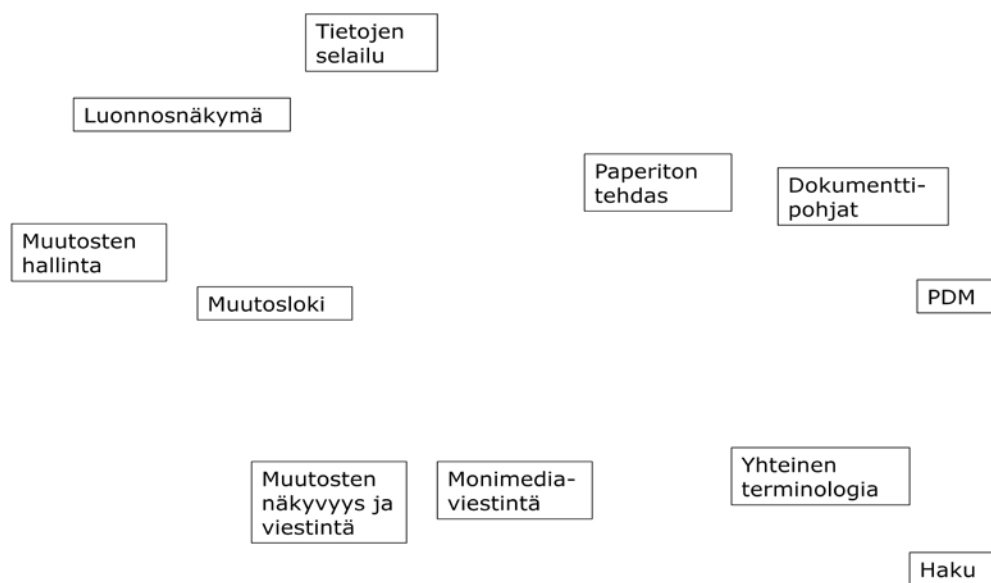 Tietojen
selailu
Luonnosnäkymä
Paperiton
tehdas
Dokumentti-
pohjat
Muutosten
hallinta
Muutosloki
PDM
Muutosten
näkyvyys ja
viestintä
Monimedia-
viestintä
Yhteinen
terminologia
Haku